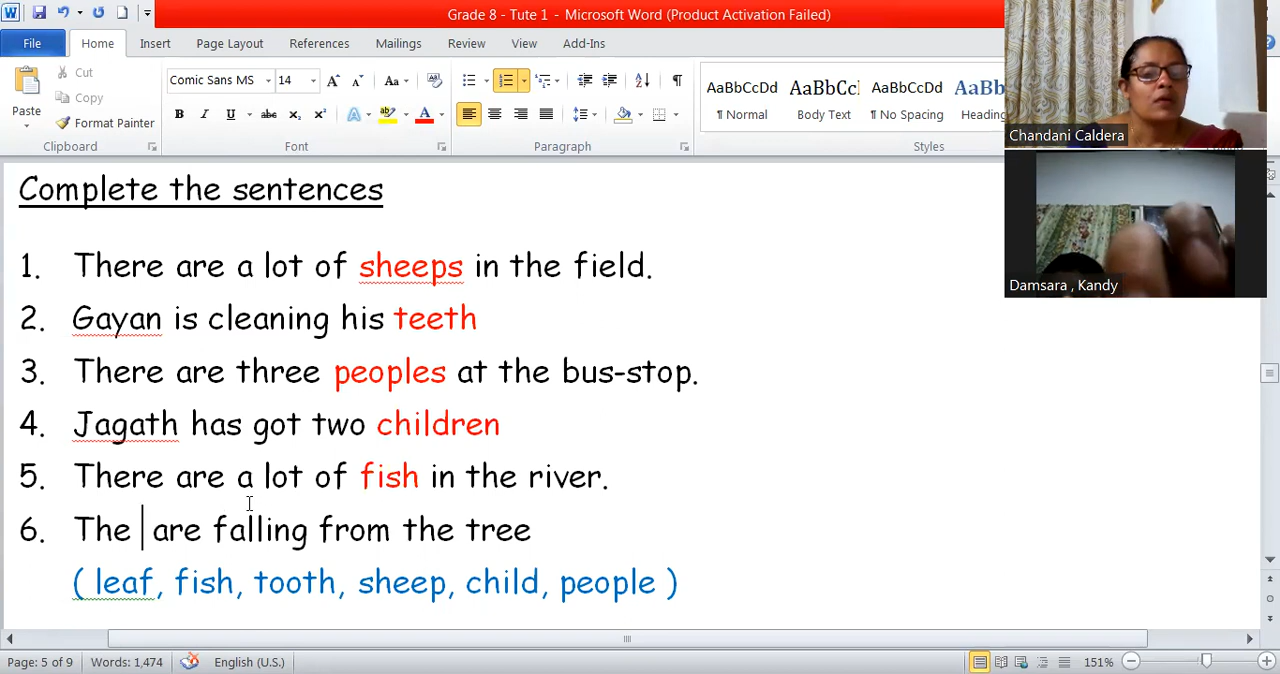 Grade 8 - Tute 1 - Microsoft Word (Product Activation Failed)
File Home Insert Page Layout References Mailings Review View Add-Ins
Paste
Cut
Copy
Format Painter
Clipboard
Comic Sans MS 14
Font
Paragraph
AaBbCcDd AaBbCcI AaBbCcDd AaBbC
¶ Normal Body Text ¶ No Spacing Heading
Styles
Chandani Caldera
Damsara , Kandy
Complete the sentences
1. There are a lot of sheeps in the field.
2. Gayan is cleaning his teeth
3. There are three peoples at the bus-stop.
4. Jagath has got two children
5. There are a lot of fish in the river.
6. The are falling from the tree
( leaf, fish, tooth, sheep, child, people )
Page: 5 of 9 Words: 1,474 English (U.S.) 151%